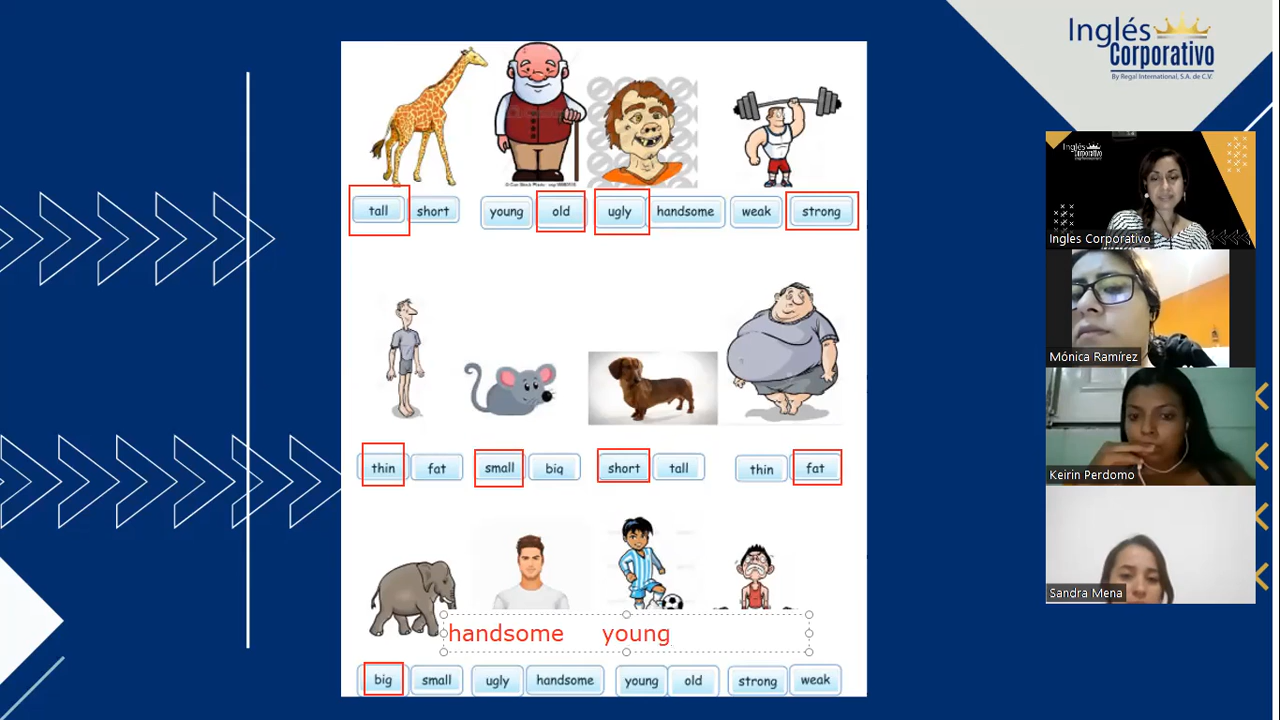 Inglés
Corporativo
By Regal International, S.A. de C.V.
tall short young old ugly handsome weak strong
Ingles Corporativo
Mónica Ramírez
thin fat small big short tall thin fat
Keirin Perdomo
Sandra Mena
handsome young
big small ugly handsome young old strong weak